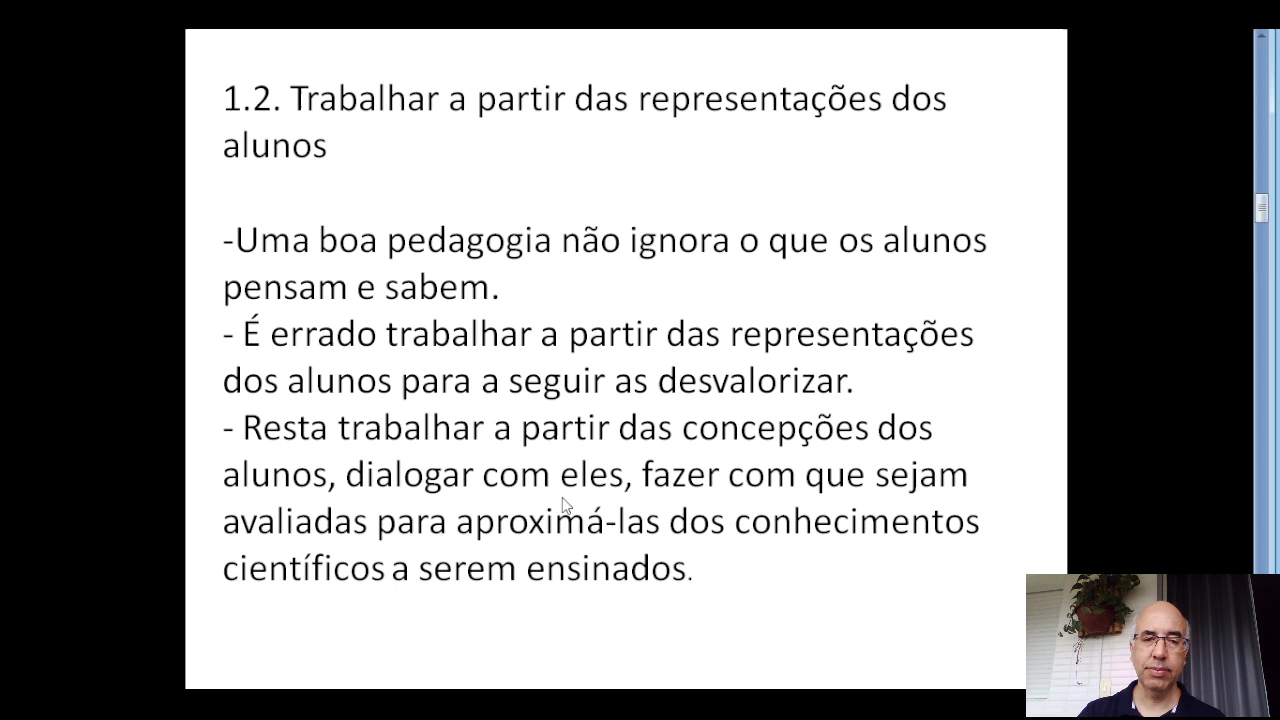 1.2. Trabalhar a partir das representações dos
alunos
-Uma boa pedagogia não ignora o que os alunos
pensam e sabem.
- É errado trabalhar a partir das representações
dos alunos para a seguir as desvalorizar.
- Resta trabalhar a partir das concepções dos
alunos, dialogar com eles, fazer com que sejam
avaliadas para aproximá-las dos conhecimentos
científicos a serem ensinados.